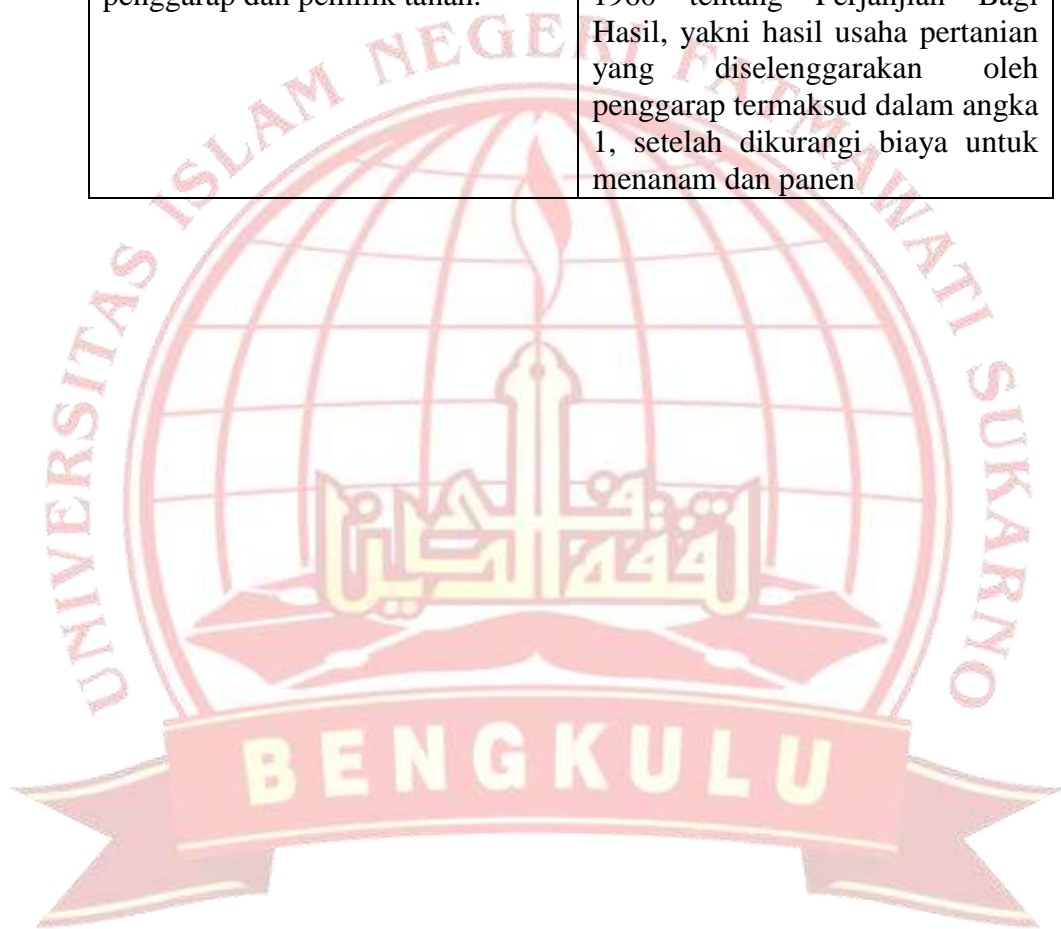 penggarap dan pemilik tanah.
1960 tentang Perjanjian Bagi
Hasil, yakni hasil usaha pertanian
yang diselenggarakan oleh
penggarap termaksud dalam angka
1, setelah dikurangi biaya untuk
menanam dan panen
UNIVERSITAS ISLAM NEGERI FATMAWATI SUKARNO
BENGKULU